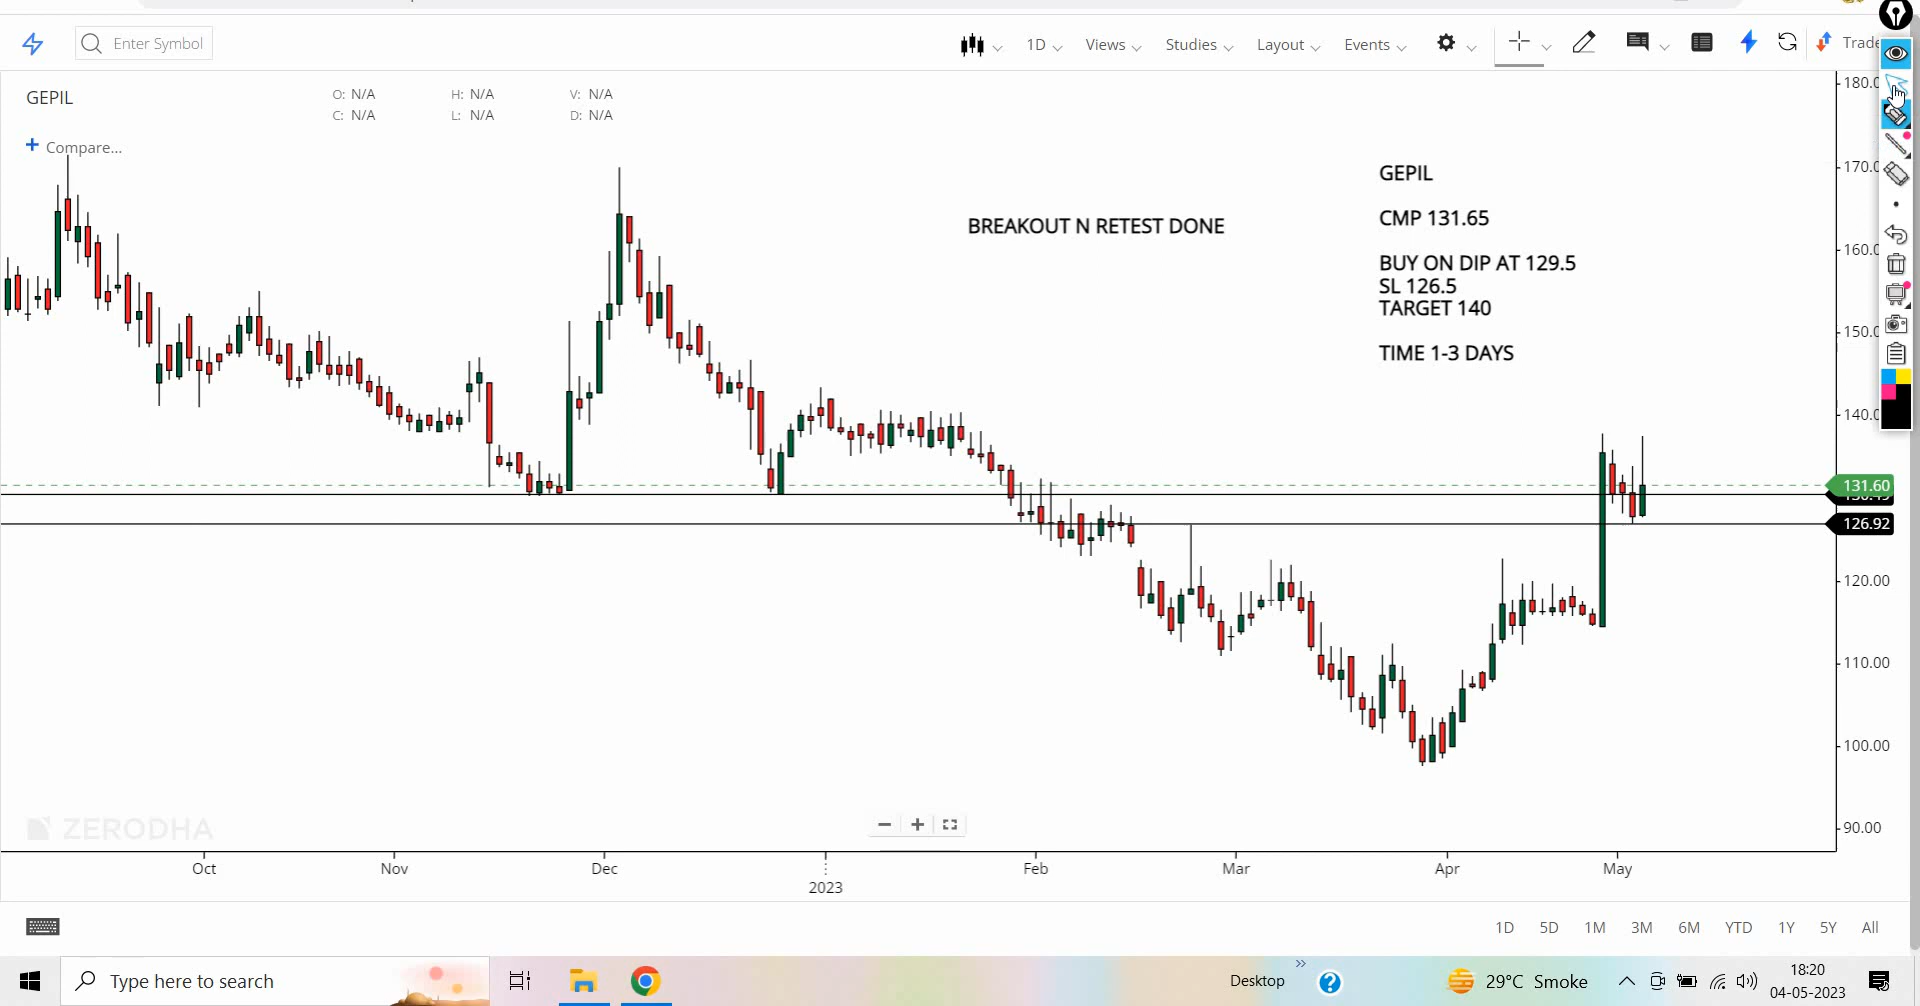 Enter Symbol
1D
Views
Studies
Layout
Events
Trade
GEPIL
O: N/A
H: N/A
V: N/A
C: N/A
L: N/A
D: N/A
+ Compare...
BREAKOUT N RETEST DONE
GEPIL
CMP 131.65
BUY ON DIP AT 129.5
SL 126.5
TARGET 140
TIME 1-3 DAYS
180.0
170.0
160.0
150.0
140.0
131.60
126.92
120.00
110.00
100.00
90.00
ZERODHA
Oct
Nov
Dec
2023
Feb
Mar
Apr
May
1D
5D
1M
3M
6M
YTD
1Y
5Y
All
Type here to search
Desktop
29°C Smoke
18:20
04-05-2023